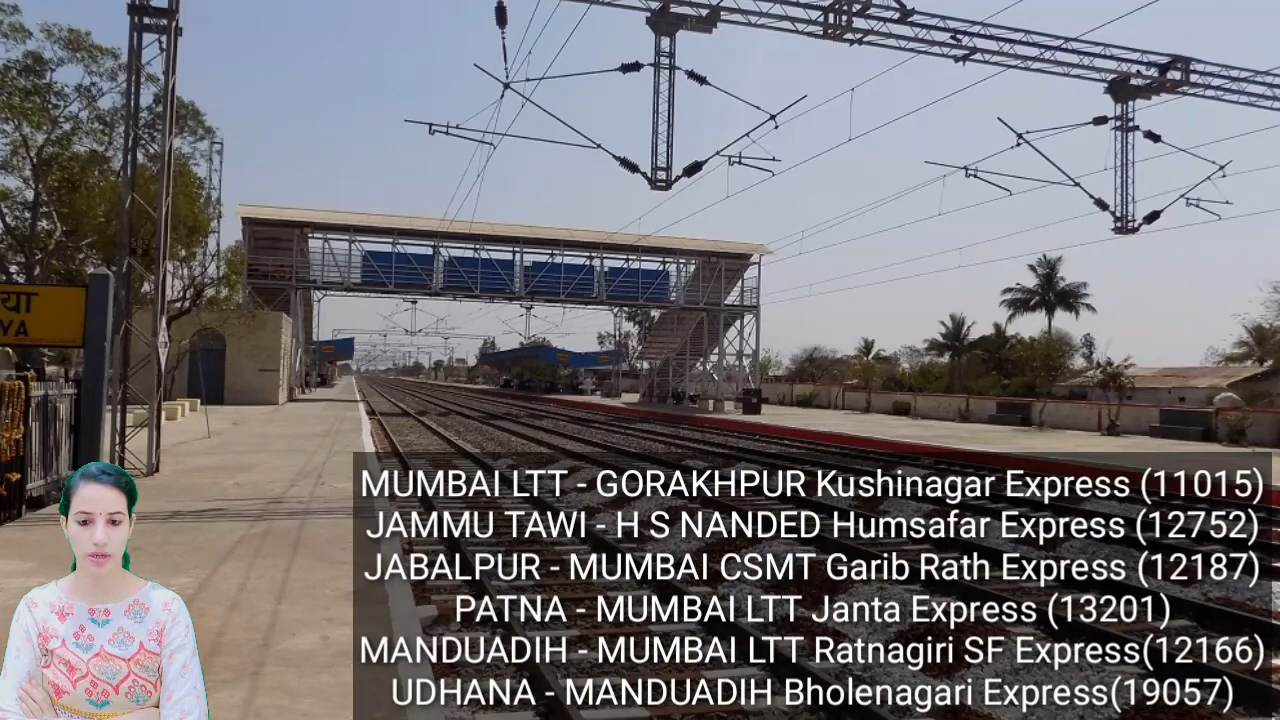 या
YA
MUMBAI LTT - GORAKHPUR Kushinagar Express (11015)
JAMMU TAWI - H S NANDED Humsafar Express (12752)
JABALPUR - MUMBAI CSMT Garib Rath Express (12187)
PATNA - MUMBAI LTT Janta Express (13201)
MANDUADIH - MUMBAI LTT Ratnagiri SF Express(12166)
UDHANA - MANDUADIH Bholenagari Express(19057)